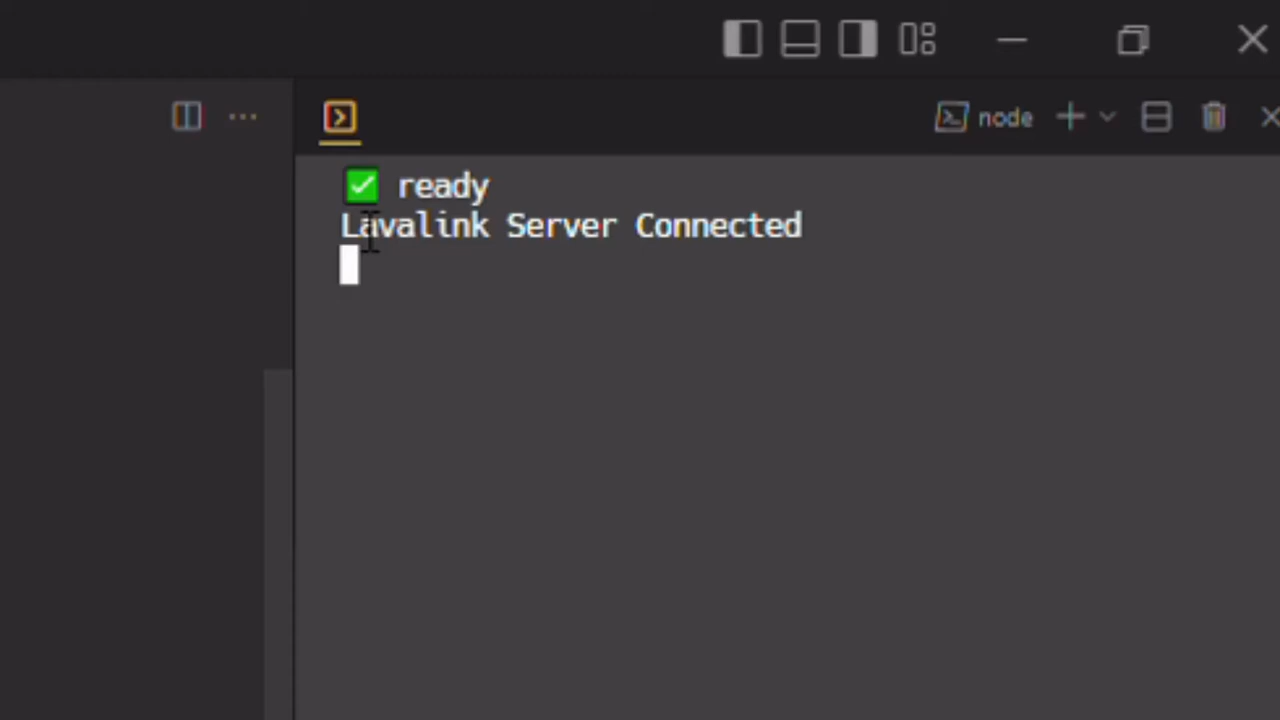 node
✅ ready
Lavalink Server Connected